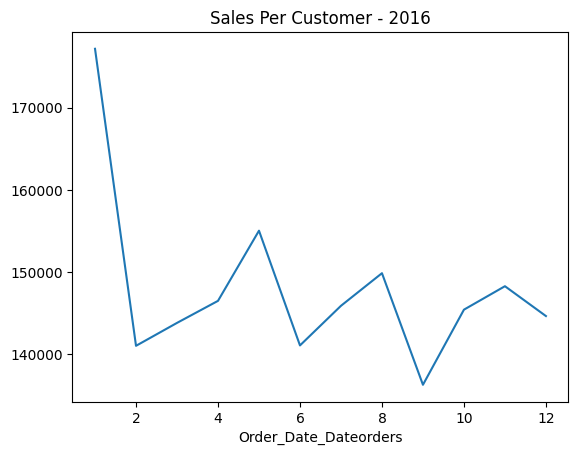 Sales Per Customer - 2016
170000
160000
150000
140000
2 4 6 8 10 12
Order_Date_Dateorders